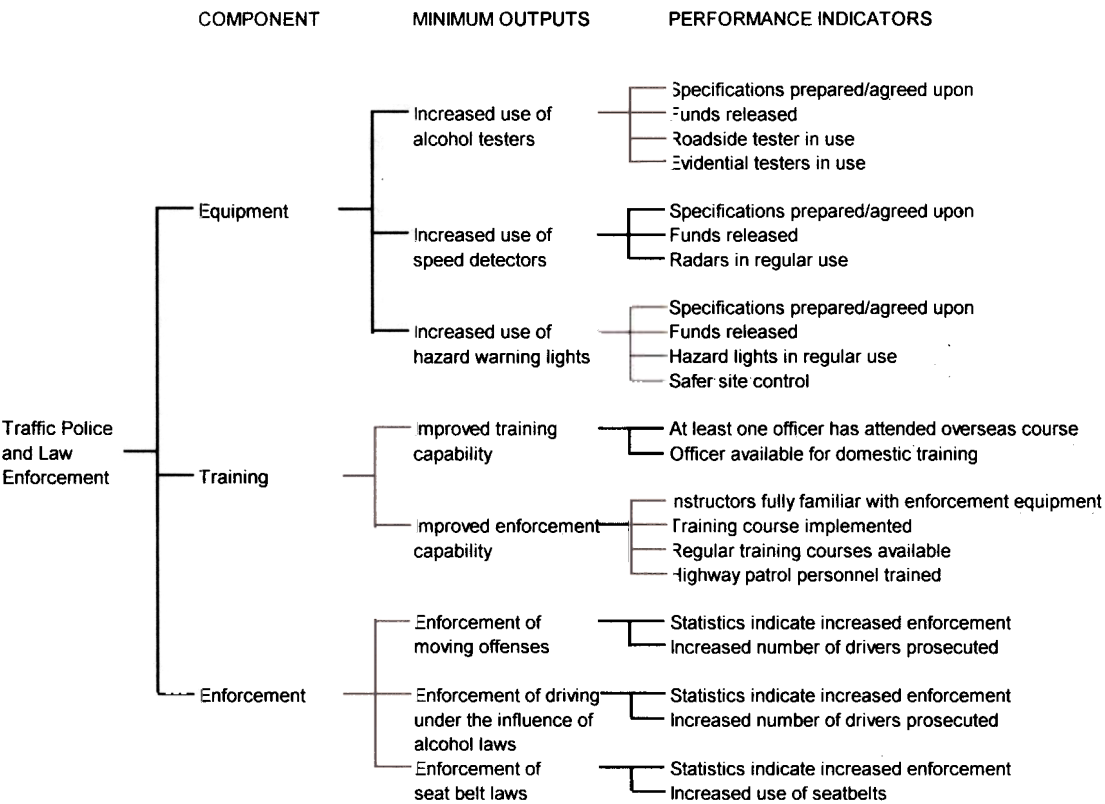 COMPONENT MINIMUM OUTPUTS PERFORMANCE INDICATORS
Traffic Police
and Law
Enforcement
Equipment
Increased use of
alcohol testers
Specifications prepared/agreed upon
Funds released
Roadside tester in use
Evidential testers in use
Increased use of
speed detectors
Specifications prepared/agreed upon
Funds released
Radars in regular use
Increased use of
hazard warning lights
Specifications prepared/agreed upon
Funds released
Hazard lights in regular use
Safer site control
Training
Improved training
capability
At least one officer has attended overseas course
Officer available for domestic training
Improved enforcement
capability
Instructors fully familiar with enforcement equipment
Training course implemented
Regular training courses available
Highway patrol personnel trained
Enforcement
Enforcement of
moving offenses
Statistics indicate increased enforcement
Increased number of drivers prosecuted
Enforcement of driving
under the influence of
alcohol laws
Statistics indicate increased enforcement
Increased number of drivers prosecuted
Enforcement of
seat belt laws
Statistics indicate increased enforcement
Increased use of seatbelts